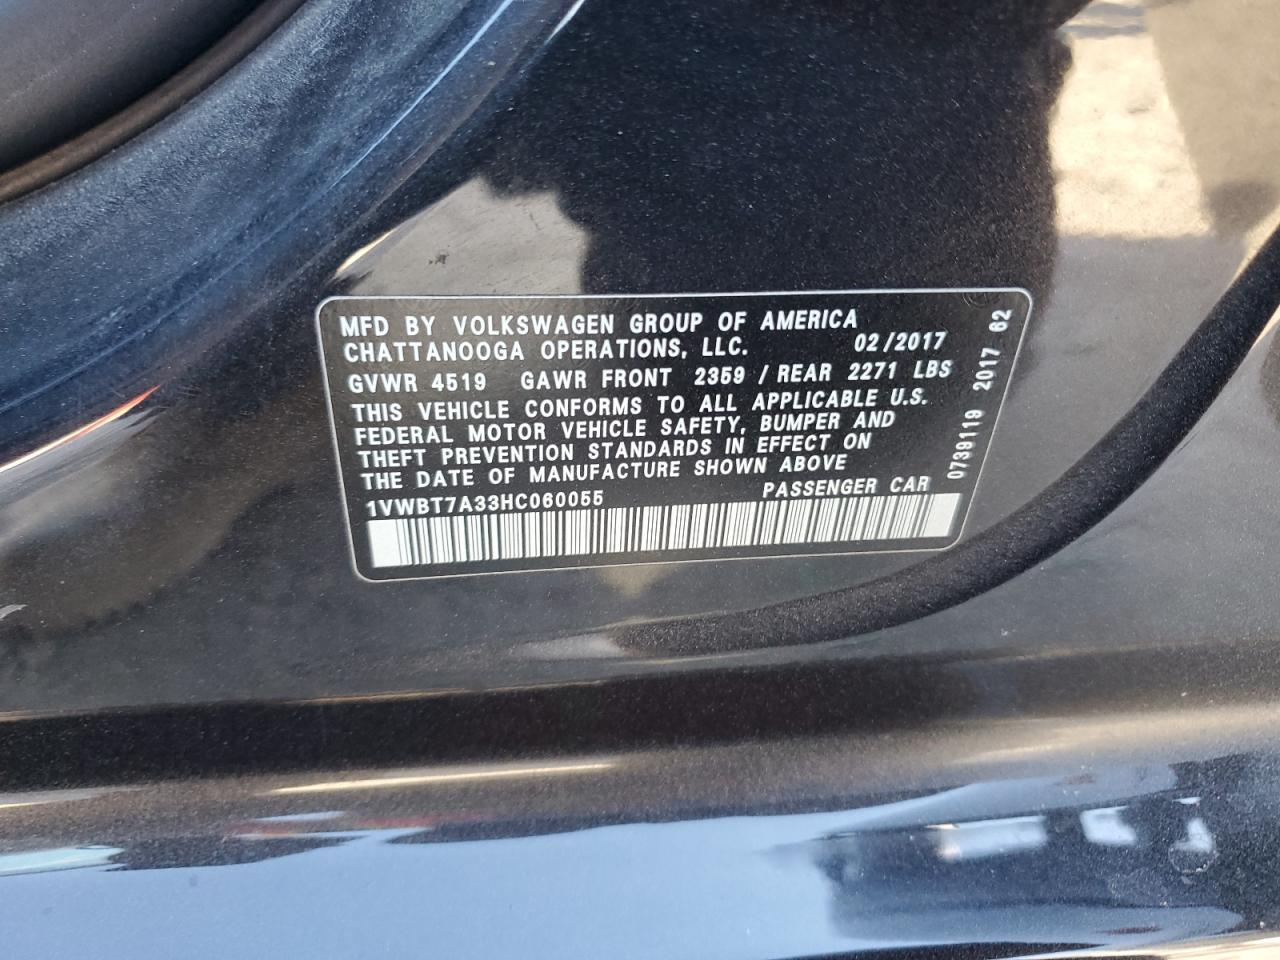 MFD BY VOLKSWAGEN GROUP OF AMERICA
CHATTANOOGA OPERATIONS, LLC. 02/2017
GVWR 4519 GAWR FRONT 2359 / REAR 2271 LBS
THIS VEHICLE CONFORMS TO ALL APPLICABLE U.S.
FEDERAL MOTOR VEHICLE SAFETY, BUMPER AND
THEFT PREVENTION STANDARDS IN EFFECT ON
THE DATE OF MANUFACTURE SHOWN ABOVE
1VWBT7A33HC060055 PASSENGER CAR
0739119 2017 62